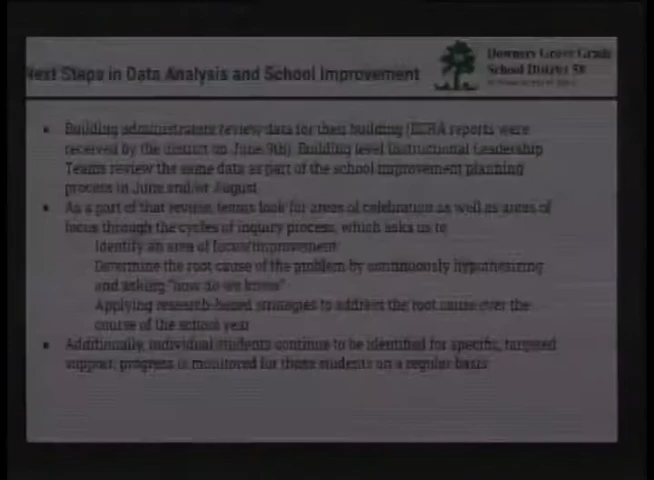 Next Steps in Data Analysis and School Improvement
Downers Grove Grade
School District 58
• Building administrators review data for their building (ECRA reports were
received by the district on June 9th). Building level Instructional Leadership
Teams review the same data as part of the school improvement planning
process in June and/or August
• As a part of that review, teams look for areas of celebration as well as areas of
focus through the cycles of inquiry process, which asks us to
Identify an area of focus/improvement
Determine the root cause of the problem by continuously hypothesizing
and asking "how do we know"
Applying research-based strategies to address the root cause over the
course of the school year
• Additionally, individual students continue to be identified for specific, targeted
support, progress is monitored for those students on a regular basis